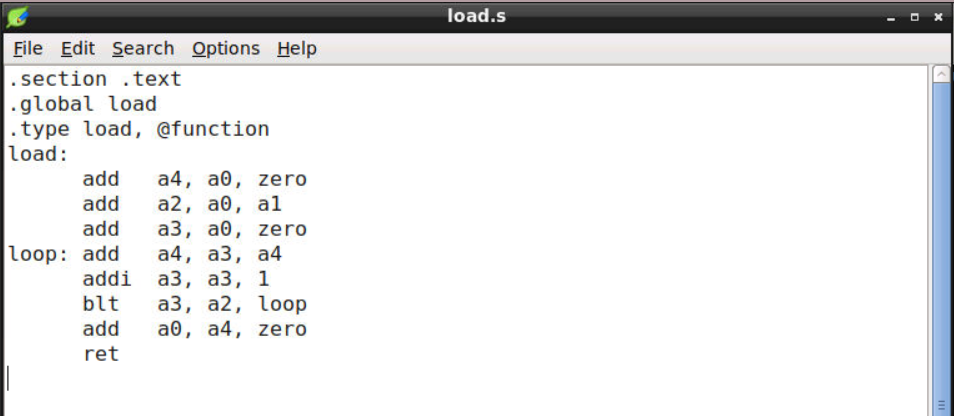 load.s
File Edit Search Options Help
.section .text
.global load
.type load, @function
load:
add a4, a0, zero
add a2, a0, a1
add a3, a0, zero
loop: add a4, a3, a4
addi a3, a3, 1
blt a3, a2, loop
add a0, a4, zero
ret